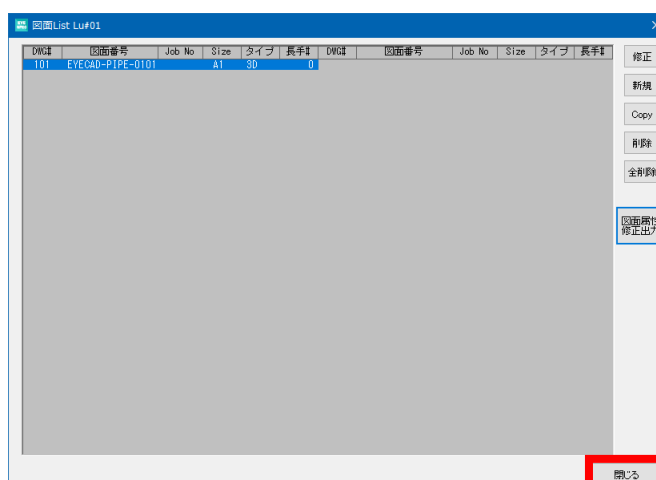 図面List Lu#01
DWG# 図面番号 Job No Size タイプ 長手# DWG# 図面番号 Job No Size タイプ 長手#
101 EYECAD-PIPE-0101 A1 3D 0
修正
新規
Copy
削除
全削除
図面属性
修正出力
閉じる